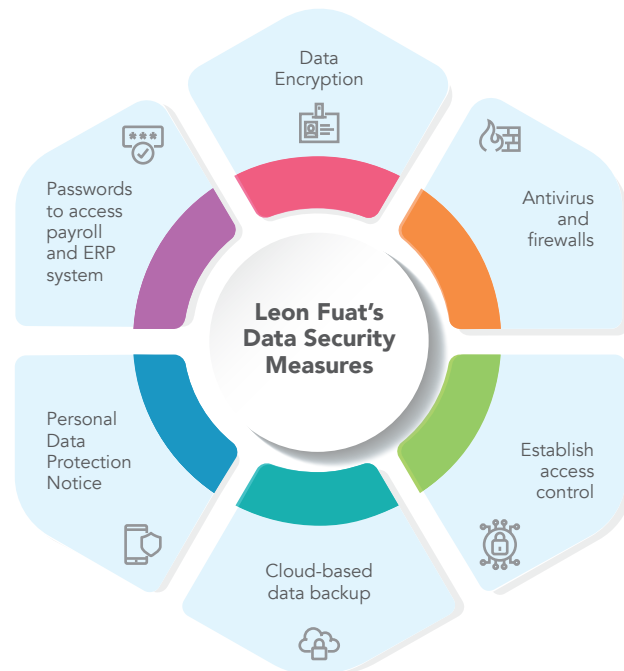 Data
Encryption
Antivirus
and
firewalls
Establish
access
control
Cloud-based
data backup
Personal
Data
Protection
Notice
Passwords
to access
payroll
and ERP
system
Leon Fuat’s
Data Security
Measures
***